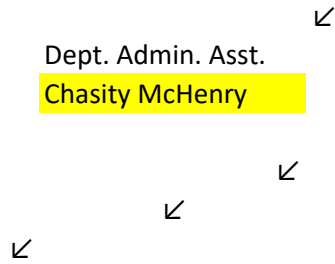 ↙
Dept. Admin. Asst.
Chasity McHenry
↙
↙
↙